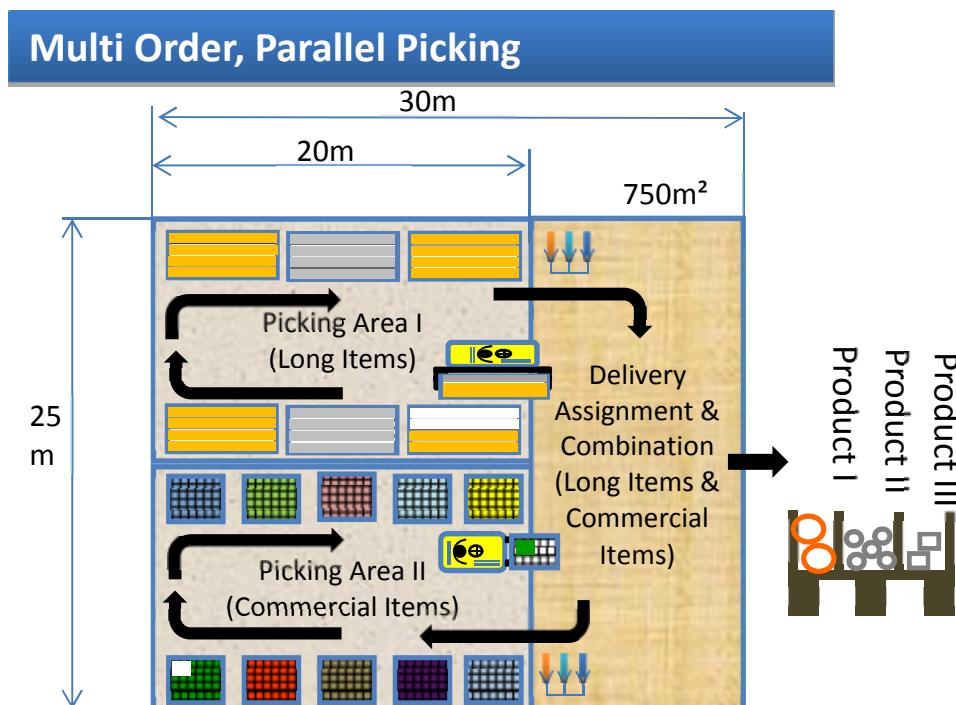 Multi Order, Parallel Picking
30m
20m
750m²
25
m
Picking Area I
(Long Items)
Delivery
Assignment &
Combination
(Long Items &
Commercial
Items)
Picking Area II
(Commercial Items)
Product I
Product II
Product III